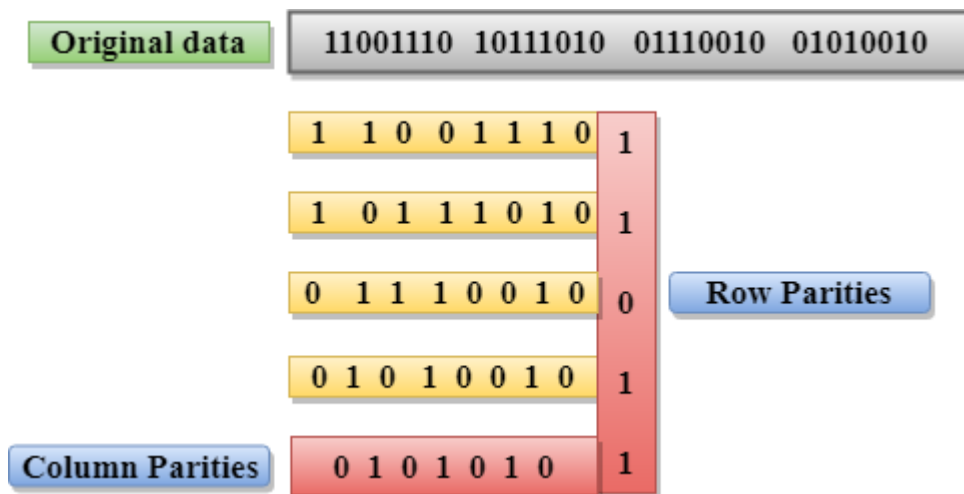 Original data 11001110 10111010 01110010 01010010
1 1 0 0 1 1 1 0 1
1 0 1 1 1 0 1 0 1
0 1 1 1 0 0 1 0 0
Row Parities
0 1 0 1 0 0 1 0 1
Column Parities 0 1 0 1 0 1 0 1